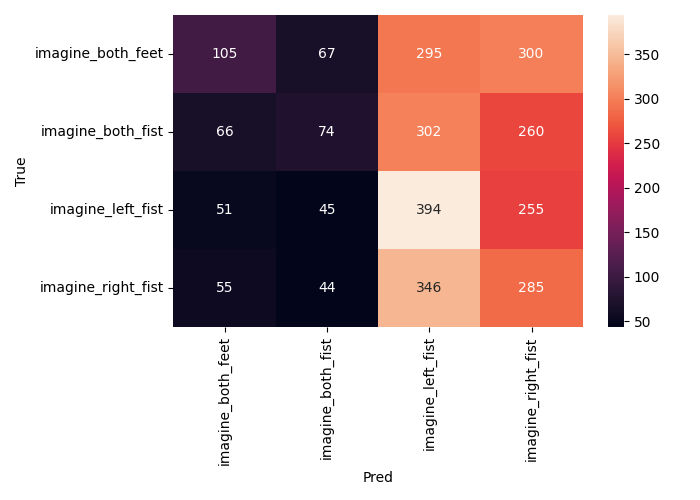 imagine_both_feet 105 67 295 300
imagine_both_fist 66 74 302 260
imagine_left_fist 51 45 394 255
imagine_right_fist 55 44 346 285
True
imagine_both_feet
imagine_both_fist
imagine_left_fist
imagine_right_fist
Pred
350
300
250
200
150
100
50